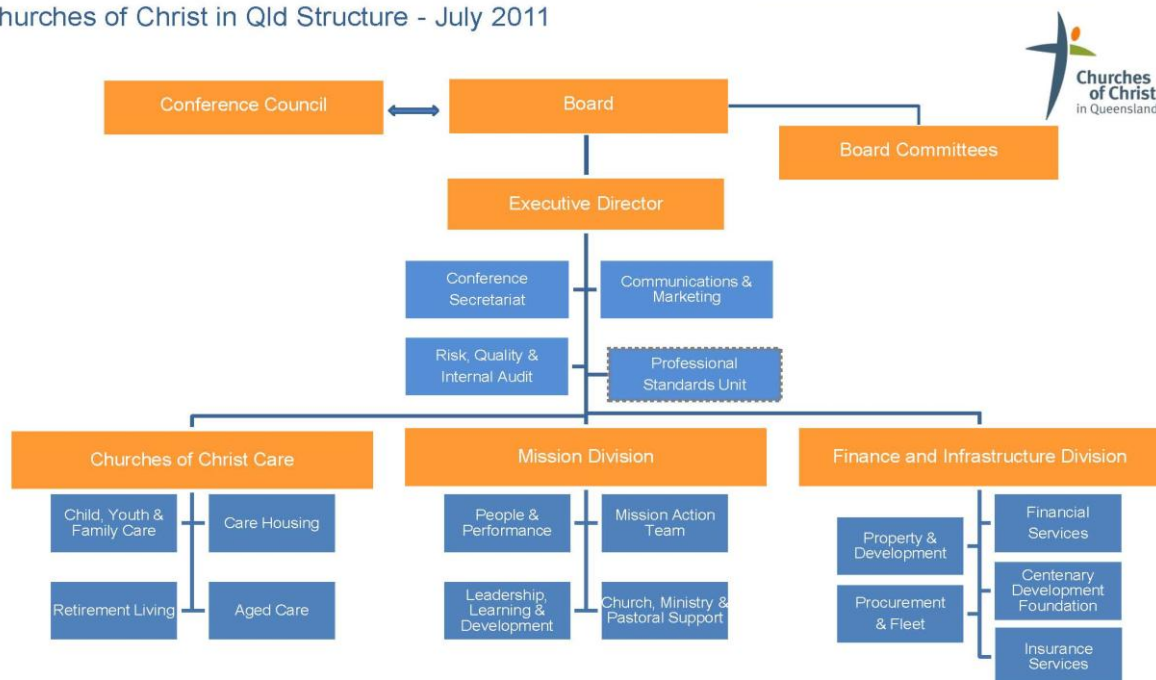 hurches of Christ in Qld Structure - July 2011
Churches
of Christ
in Queensland
Conference Council
Board
Board Committees
Executive Director
Conference
Secretariat
Communications &
Marketing
Risk, Quality &
Internal Audit
Professional
Standards Unit
Churches of Christ Care
Mission Division
Finance and Infrastructure Division
Child, Youth &
Family Care
Care Housing
Retirement Living
Aged Care
People &
Performance
Mission Action
Team
Leadership,
Learning &
Development
Church, Ministry &
Pastoral Support
Property &
Development
Financial
Services
Procurement
& Fleet
Centenary
Development
Foundation
Insurance
Services